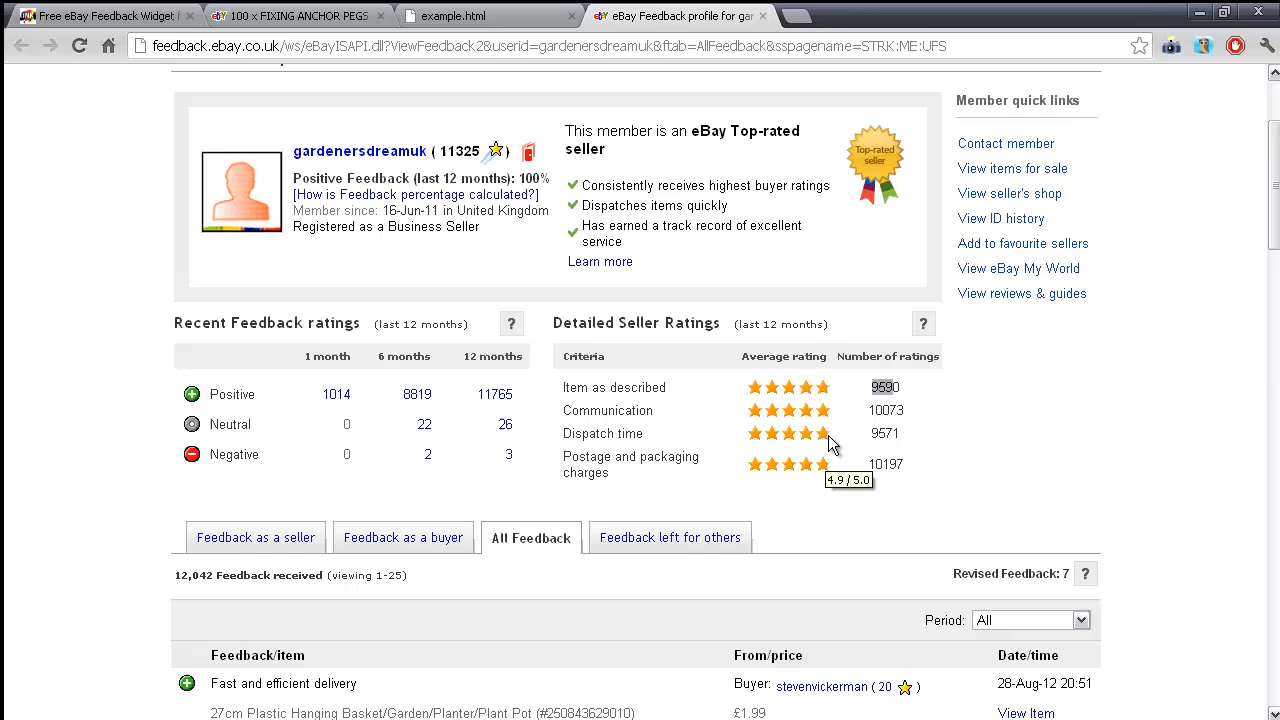 Free eBay Feedback Widget f
100 x FIXING ANCHOR PEGS
example.html
eBay Feedback profile for gar
feedback.ebay.co.uk/ws/eBayISAPI.dll?ViewFeedback2&userid=gardenersdreamuk&ftab=AllFeedback&spagename=STRK:ME:UFS
gardenersdreamuk ( 11325 )
Positive Feedback (last 12 months): 100%
[How is Feedback percentage calculated?]
Member since: 16-Jun-11 in United Kingdom
Registered as a Business Seller
This member is an eBay Top-rated
seller
Consistently receives highest buyer ratings
Dispatches items quickly
Has earned a track record of excellent
service
Learn more
Top-rated
seller
Member quick links
Contact member
View items for sale
View seller's shop
View ID history
Add to favourite sellers
View eBay My World
View reviews & guides
Recent Feedback ratings (last 12 months) ?
1 month 6 months 12 months
Positive 1014 8819 11765
Neutral 0 22 26
Negative 0 2 3
Detailed Seller Ratings (last 12 months) ?
Criteria Average rating Number of ratings
Item as described 9590
Communication 10073
Dispatch time 9571
Postage and packaging
charges 10197
4.9 / 5.0
Feedback as a seller
Feedback as a buyer
All Feedback
Feedback left for others
12,042 Feedback received (viewing 1-25)
Revised Feedback: 7 ?
Period: All
Feedback/item From/price Date/time
Fast and efficient delivery Buyer: stevenvickerman ( 20 ) 28-Aug-12 20:51
27cm Plastic Hanging Basket/Garden/Planter/Plant Pot (#250843629010) £1.99 View Item